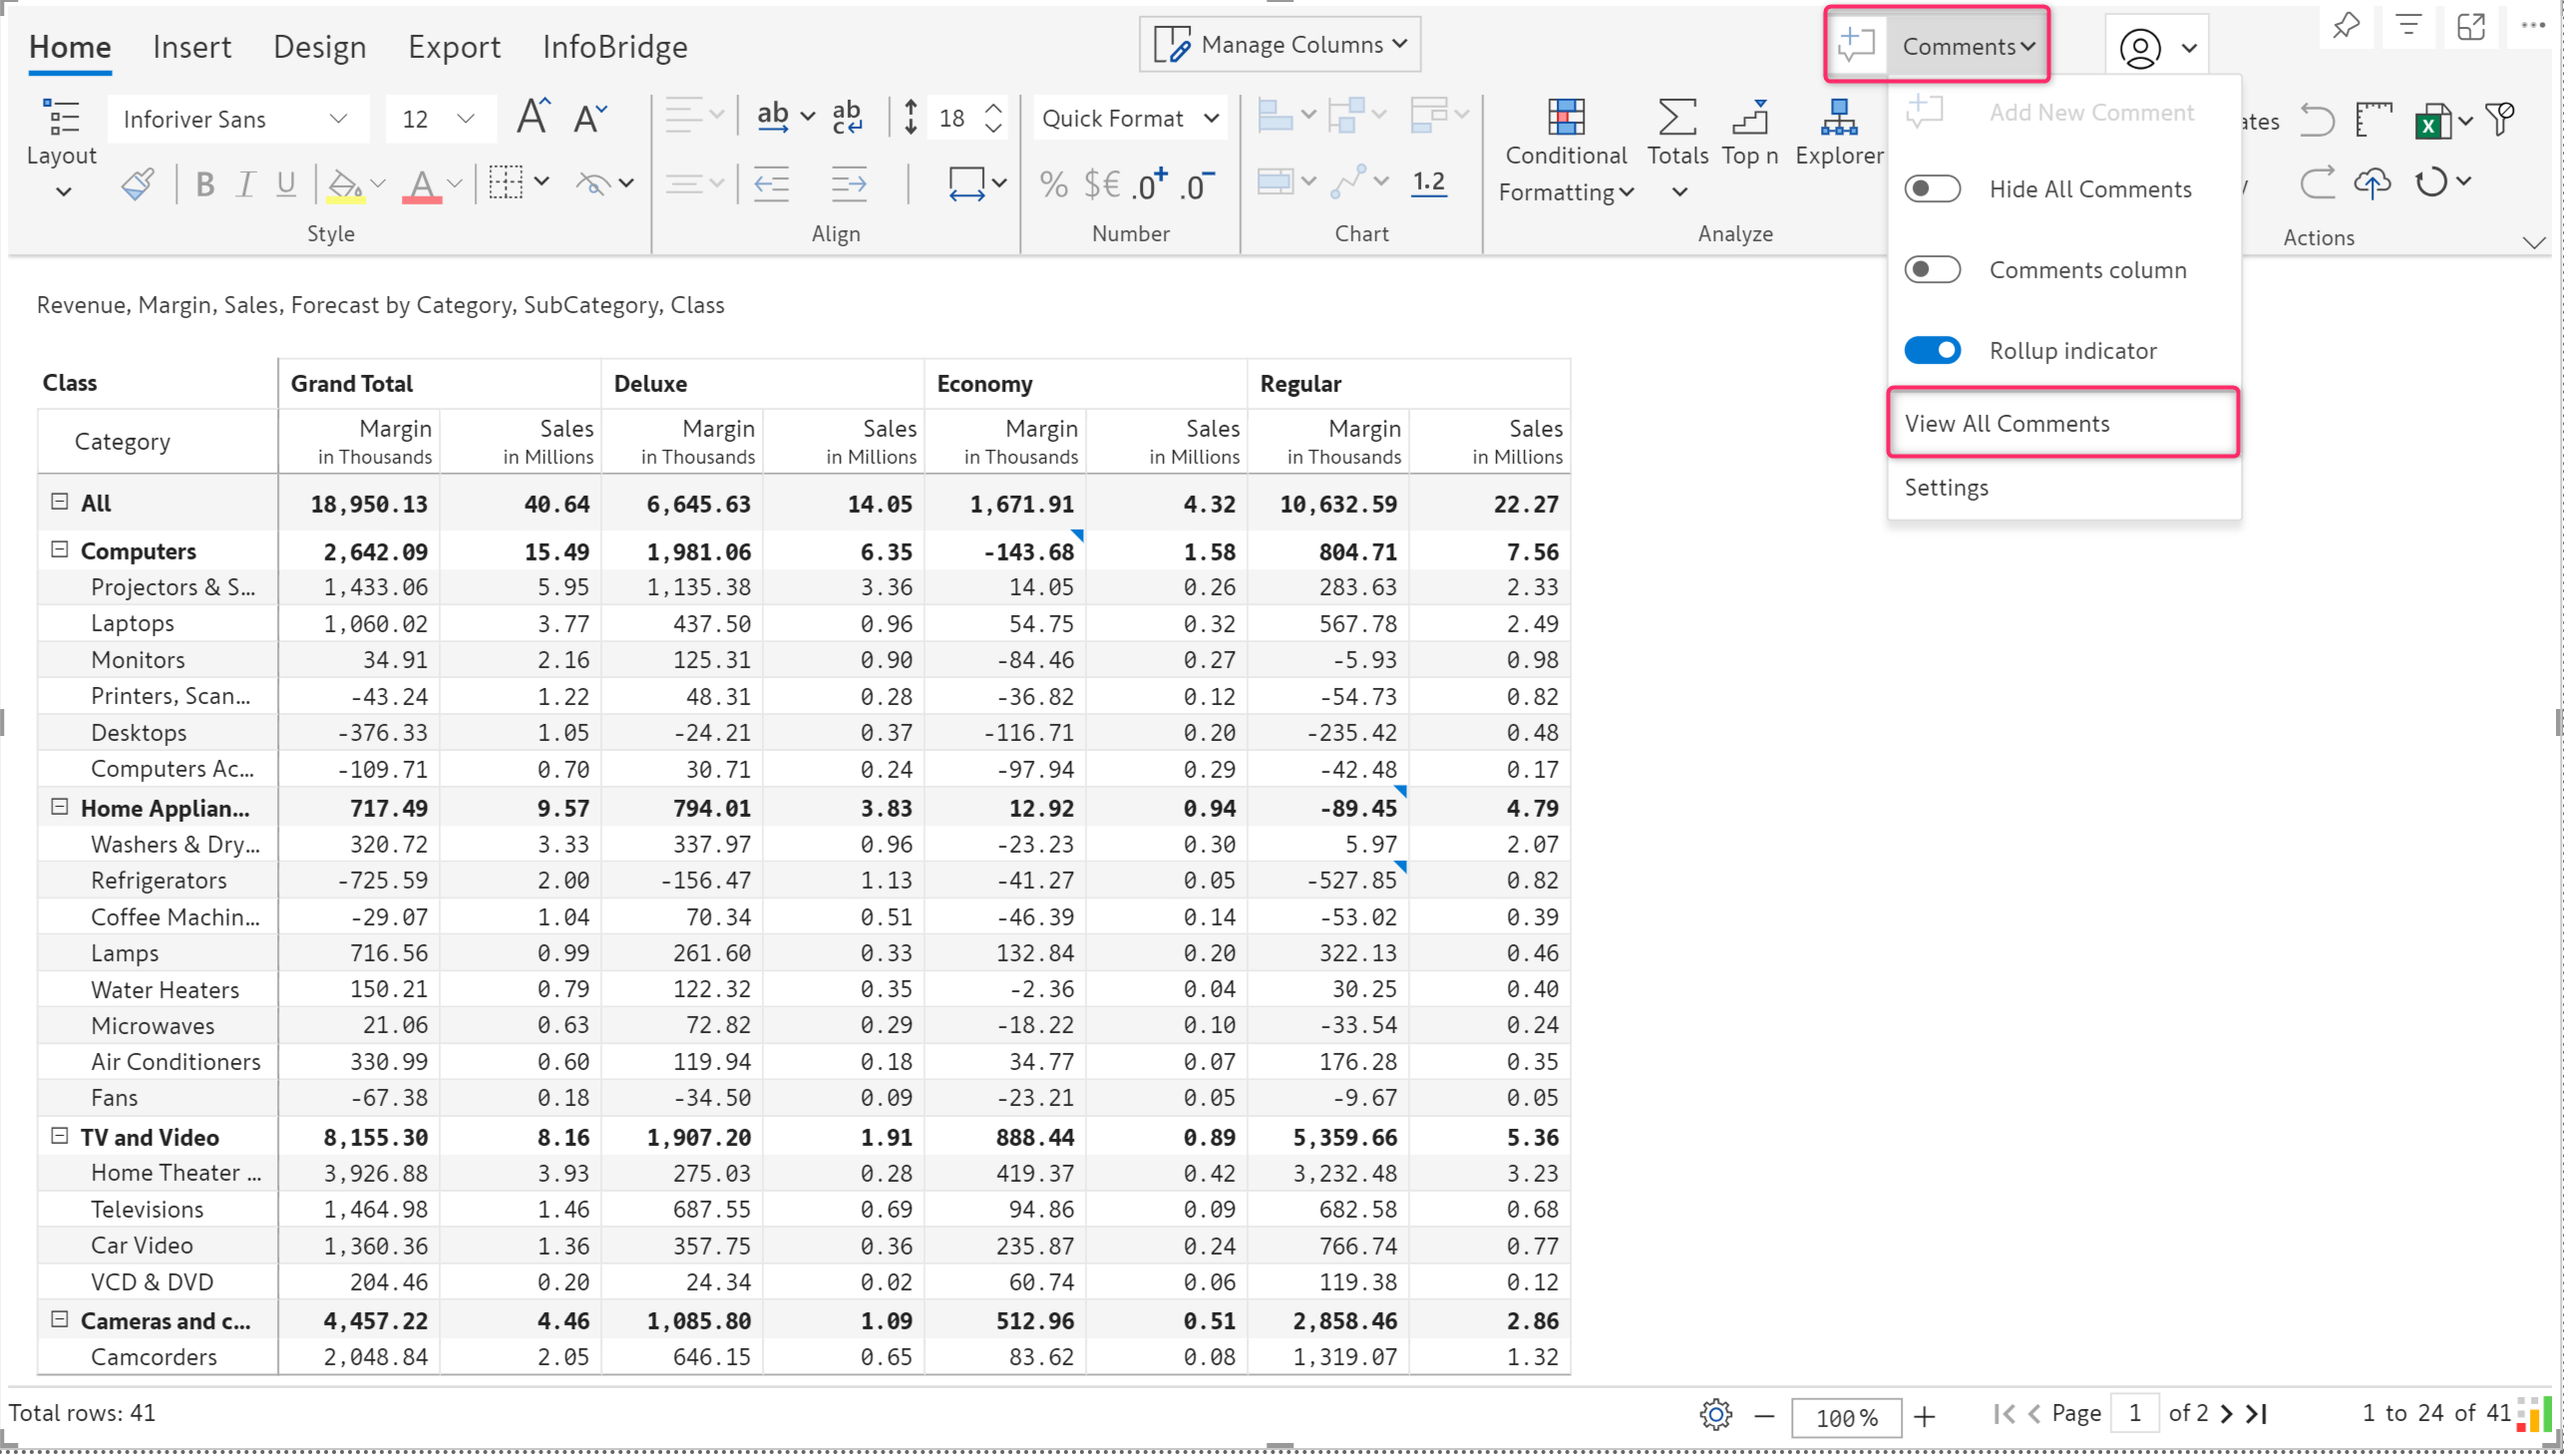 Home Insert Design Export InfoBridge Manage Columns Comments
Inforiver Sans 12 A A ab ab c 18 Quick Format
Layout B I U A % $€ .0 .0 1.2 Conditional Formatting Totals Top n Explorer
Style Align Number Chart Analyze Actions
Add New Comment
Hide All Comments
Comments column
Rollup indicator
View All Comments
Settings
Revenue, Margin, Sales, Forecast by Category, SubCategory, Class
Class Grand Total Deluxe Economy Regular
Category Margin Sales Margin Sales Margin Sales Margin Sales
in Thousands in Millions in Thousands in Millions in Thousands in Millions in Thousands in Millions
All 18,950.13 40.64 6,645.63 14.05 1,671.91 4.32 10,632.59 22.27
Computers 2,642.09 15.49 1,981.06 6.35 -143.68 1.58 804.71 7.56
Projectors & S... 1,433.06 5.95 1,135.38 3.36 14.05 0.26 283.63 2.33
Laptops 1,060.02 3.77 437.50 0.96 54.75 0.32 567.78 2.49
Monitors 34.91 2.16 125.31 0.90 -84.46 0.27 -5.93 0.98
Printers, Scan... -43.24 1.22 48.31 0.28 -36.82 0.12 -54.73 0.82
Desktops -376.33 1.05 -24.21 0.37 -116.71 0.20 -235.42 0.48
Computers Ac... -109.71 0.70 30.71 0.24 -97.94 0.29 -42.48 0.17
Home Applian... 717.49 9.57 794.01 3.83 12.92 0.94 -89.45 4.79
Washers & Dry... 320.72 3.33 337.97 0.96 -23.23 0.30 5.97 2.07
Refrigerators -725.59 2.00 -156.47 1.13 -41.27 0.05 -527.85 0.82
Coffee Machin... -29.07 1.04 70.34 0.51 -46.39 0.14 -53.02 0.39
Lamps 716.56 0.99 261.60 0.33 132.84 0.20 322.13 0.46
Water Heaters 150.21 0.79 122.32 0.35 -2.36 0.04 30.25 0.40
Microwaves 21.06 0.63 72.82 0.29 -18.22 0.10 -33.54 0.24
Air Conditioners 330.99 0.60 119.94 0.18 34.77 0.07 176.28 0.35
Fans -67.38 0.18 -34.50 0.09 -23.21 0.05 -9.67 0.05
TV and Video 8,155.30 8.16 1,907.20 1.91 888.44 0.89 5,359.66 5.36
Home Theater ... 3,926.88 3.93 275.03 0.28 419.37 0.42 3,232.48 3.23
Televisions 1,464.98 1.46 687.55 0.69 94.86 0.09 682.58 0.68
Car Video 1,360.36 1.36 357.75 0.36 235.87 0.24 766.74 0.77
VCD & DVD 204.46 0.20 24.34 0.02 60.74 0.06 119.38 0.12
Cameras and c... 4,457.22 4.46 1,085.80 1.09 512.96 0.51 2,858.46 2.86
Camcorders 2,048.84 2.05 646.15 0.65 83.62 0.08 1,319.07 1.32
Total rows: 41 100% Page 1 of 2 1 to 24 of 41